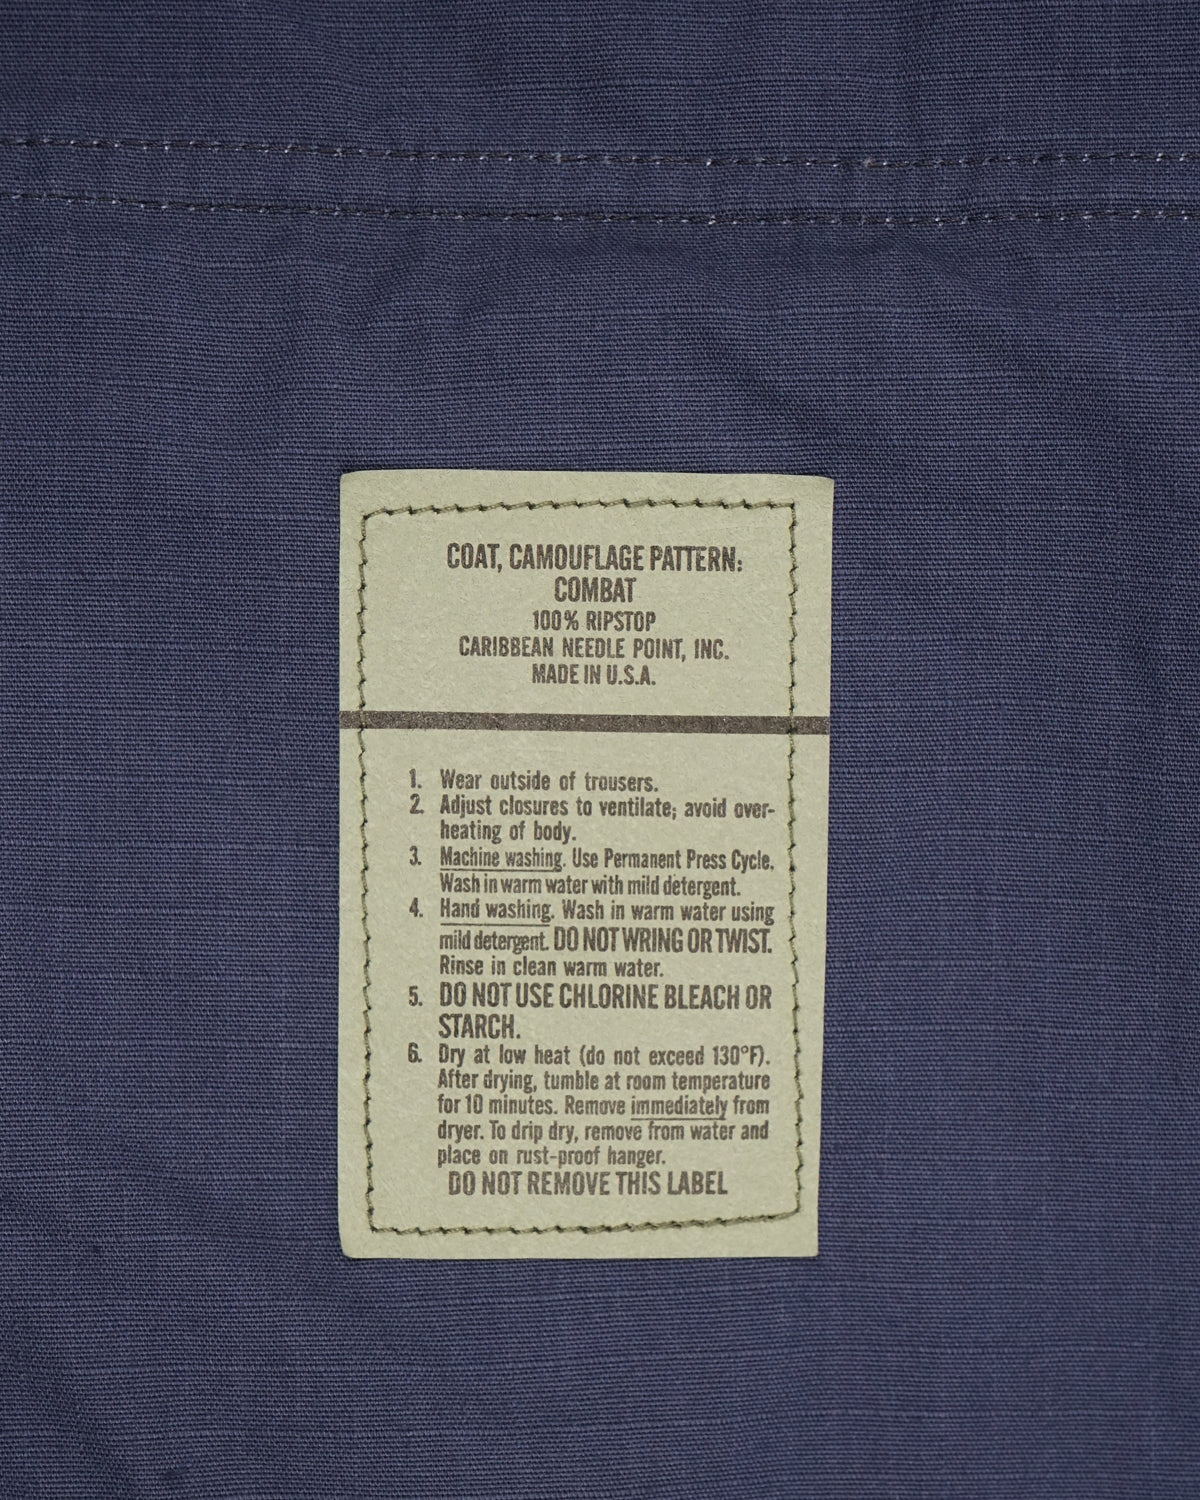 COAT, CAMOUFLAGE PATTERN:
COMBAT
100% RIPSTOP
CARIBBEAN NEEDLE POINT, INC.
MADE IN U.S.A.
1. Wear outside of trousers.
2. Adjust closures to ventilate; avoid over-
heating of body.
3. Machine washing. Use Permanent Press Cycle.
Wash in warm water with mild detergent.
4. Hand washing. Wash in warm water using
mild detergent. DO NOT WRING OR TWIST.
Rinse in clean warm water.
5. DO NOT USE CHLORINE BLEACH OR
STARCH.
6. Dry at low heat (do not exceed 130°F).
After drying, tumble at room temperature
for 10 minutes. Remove immediately from
dryer. To drip dry, remove from water and
place on rust-proof hanger.
DO NOT REMOVE THIS LABEL